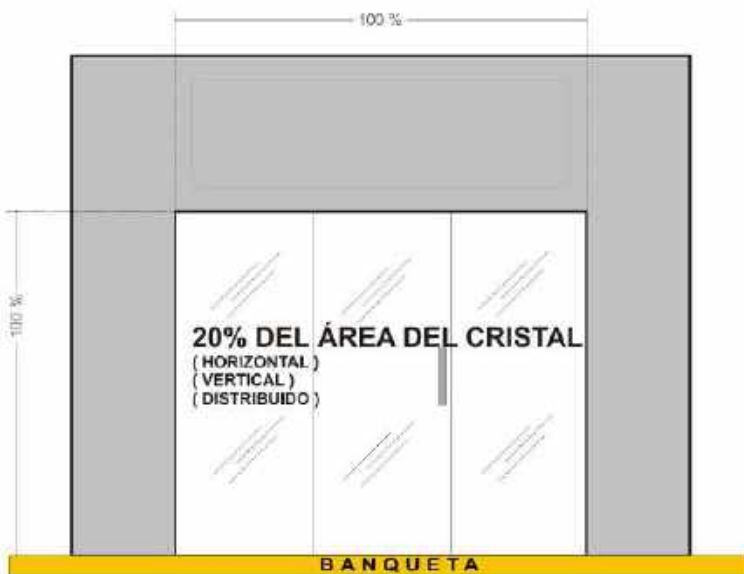 100 %
100 %
20% DEL ÁREA DEL CRISTAL
( HORIZONTAL )
( VERTICAL )
( DISTRIBUIDO )
BANQUETA